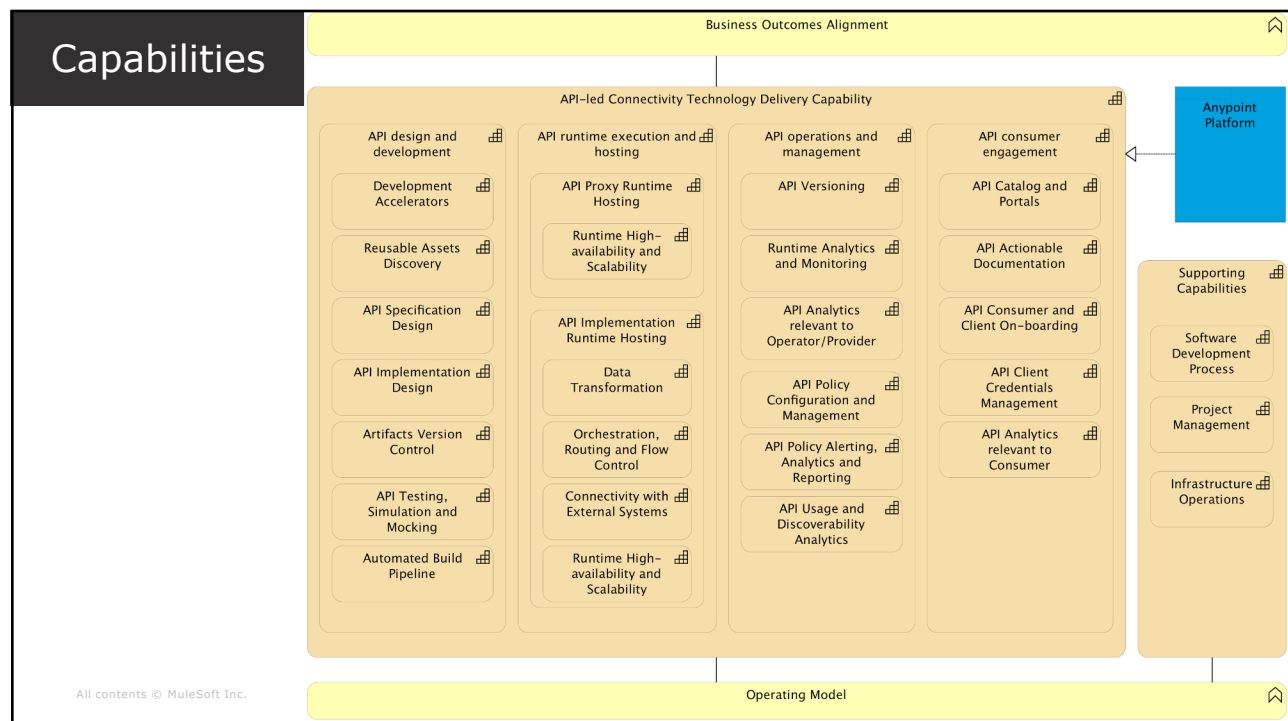 Capabilities
Business Outcomes Alignment
API-led Connectivity Technology Delivery Capability
API design and
development
Development
Accelerators
Reusable Assets
Discovery
API Specification
Design
API Implementation
Design
Artifacts Version
Control
API Testing,
Simulation and
Mocking
Automated Build
Pipeline
API runtime execution and
hosting
API Proxy Runtime
Hosting
Runtime High-
availability and
Scalability
API Implementation
Runtime Hosting
Data
Transformation
Orchestration,
Routing and Flow
Control
Connectivity with
External Systems
Runtime High-
availability and
Scalability
API operations and
management
API Versioning
Runtime Analytics
and Monitoring
API Analytics
relevant to
Operator/Provider
API Policy
Configuration and
Management
API Policy Alerting,
Analytics and
Reporting
API Usage and
Discoverability
Analytics
API consumer
engagement
API Catalog and
Portals
API Actionable
Documentation
API Consumer and
Client On-boarding
API Client
Credentials
Management
API Analytics
relevant to
Consumer
Anypoint
Platform
Supporting
Capabilities
Software
Development
Process
Project
Management
Infrastructure
Operations
Operating Model
All contents © MuleSoft Inc.